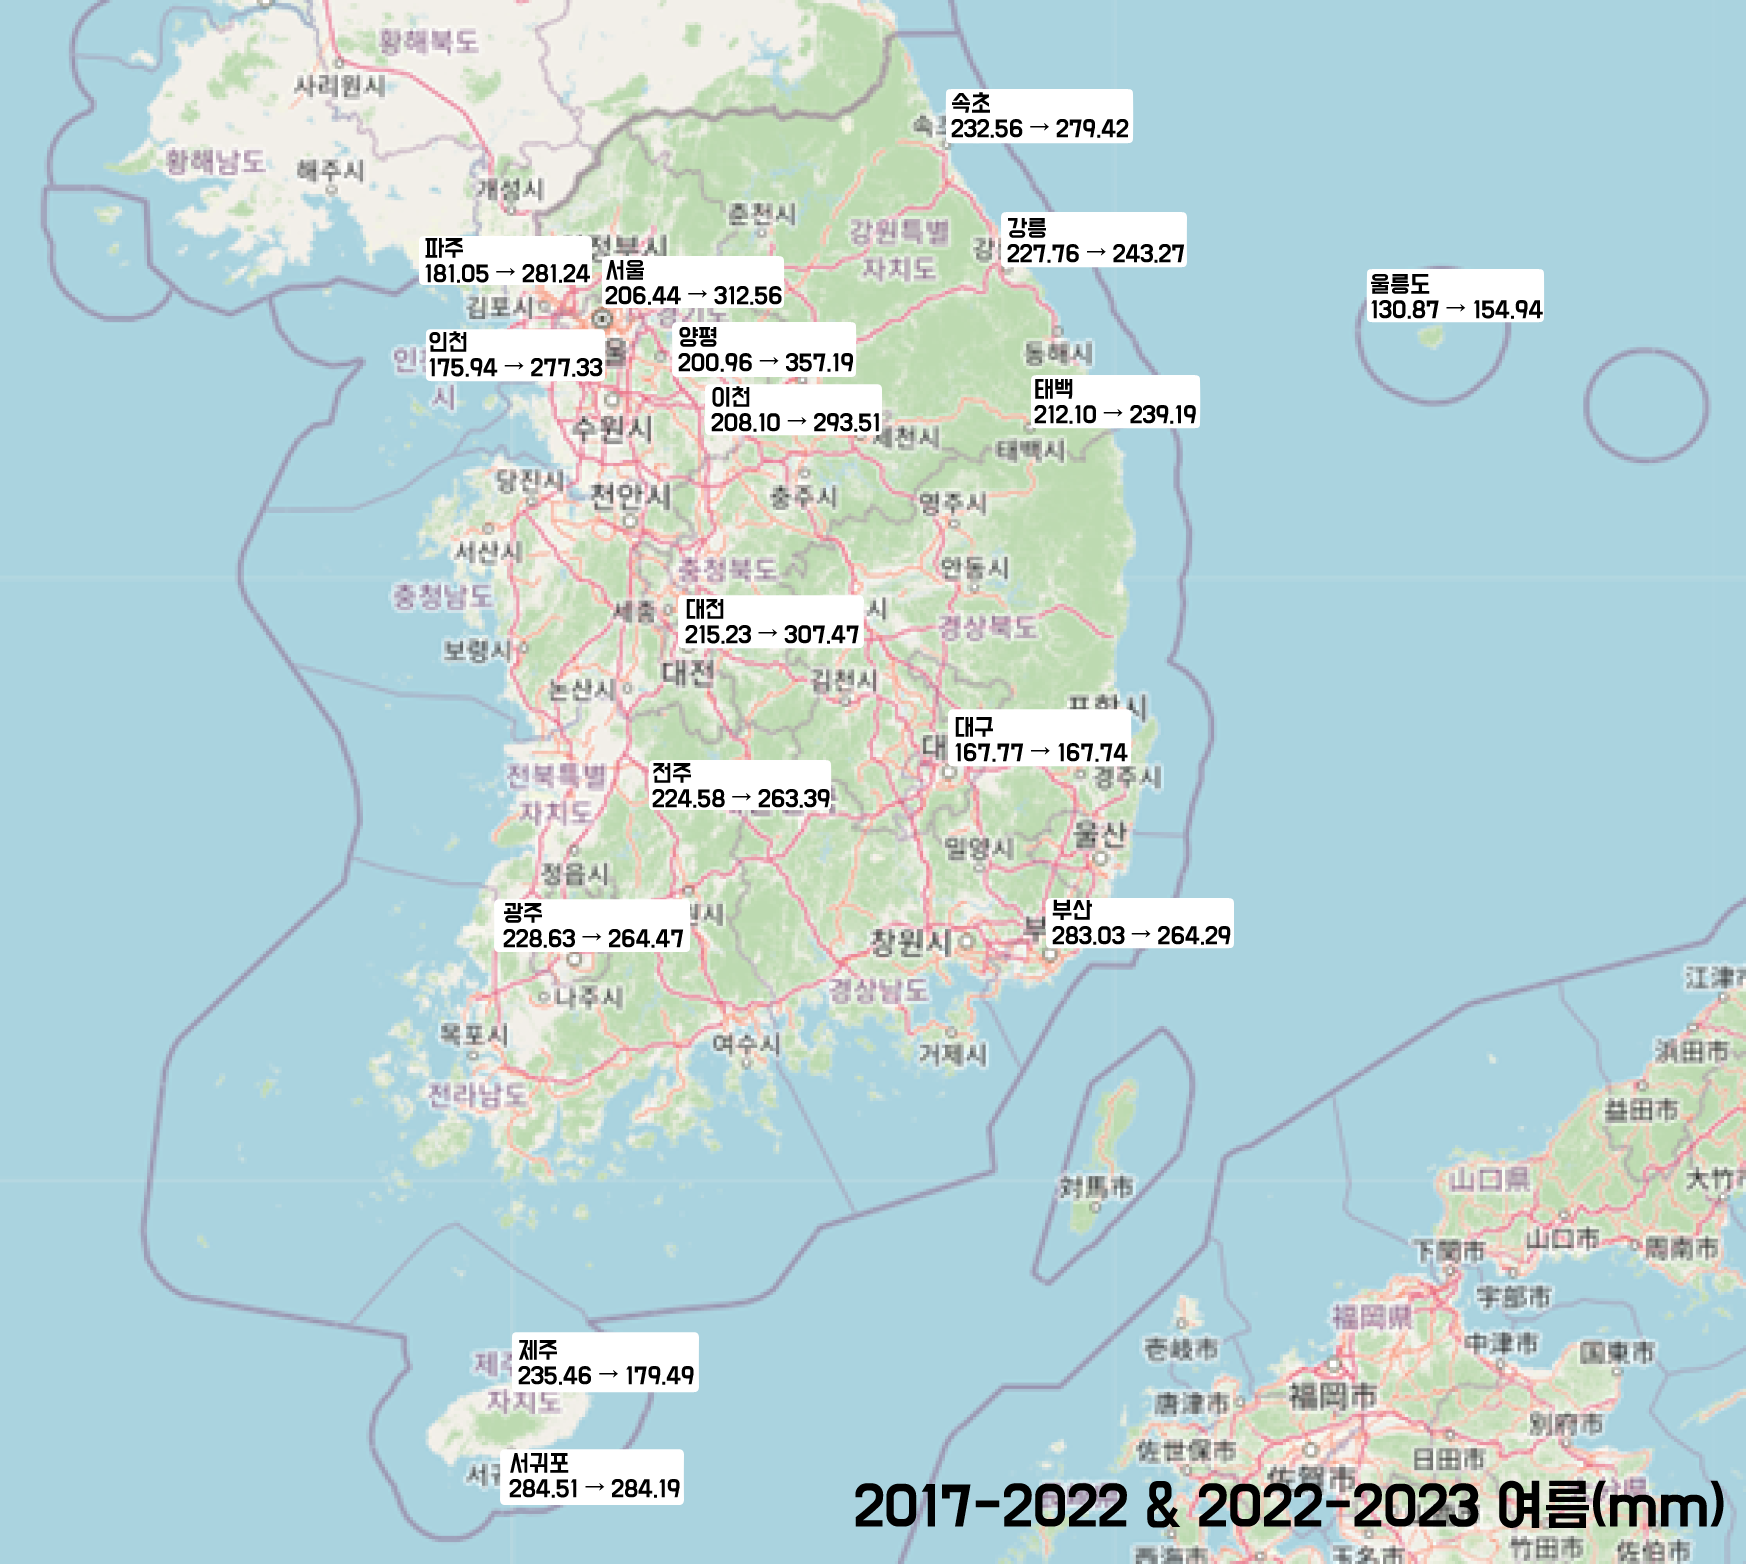 황해북도
사리원시
속초
232.56 → 279.42
황해남도
해주시
개성시
춘천시
강원특별
자치도
강릉
227.76 → 243.27
파주
181.05 → 281.24
서울
206.44 → 312.56
울릉도
130.87 → 154.94
김포시
경기도
인천
175.94 → 277.33
양평
200.96 → 357.19
동해시
시
이천
208.10 → 293.51
태백
212.10 → 239.19
수원시
제천시
태백시
당진시
천안시
충주시
영주시
서산시
충청북도
안동시
충청남도
세종
대전
215.23 → 307.47
시
경상북도
보령시
대전
김천시
논산시
포항시
대구
167.77 → 167.74
전북특별
자치도
전주
224.58 → 263.39
경주시
울산
밀양시
정읍시
광주
228.63 → 264.47
부산
283.03 → 264.29
창원시
경상남도
나주시
목포시
여수시
거제시
전라남도
江津市
浜田市
益田市
対馬市
山口県
大竹市
下関市
山口市
周南市
宇部市
福岡県
제주
235.46 → 179.49
자치도
壱岐市
中津市
国東市
唐津市
福岡市
別府市
佐世保市
日田市
서귀포
284.51 → 284.19
佐賀市
2017-2022 & 2022-2023 여름(mm)
西海市
玉名市
竹田市
佐伯市